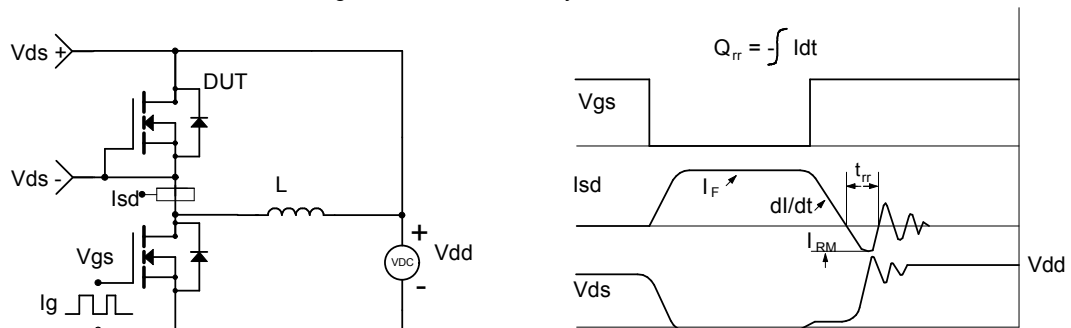 Vds +
DUT
Vds -
Isd
L
Vgs
Ig
+
VDC
-
Vdd
Qrr = -∫ Idt
Vgs
Isd
IF
dI/dt
trr
IRM
Vds
Vdd